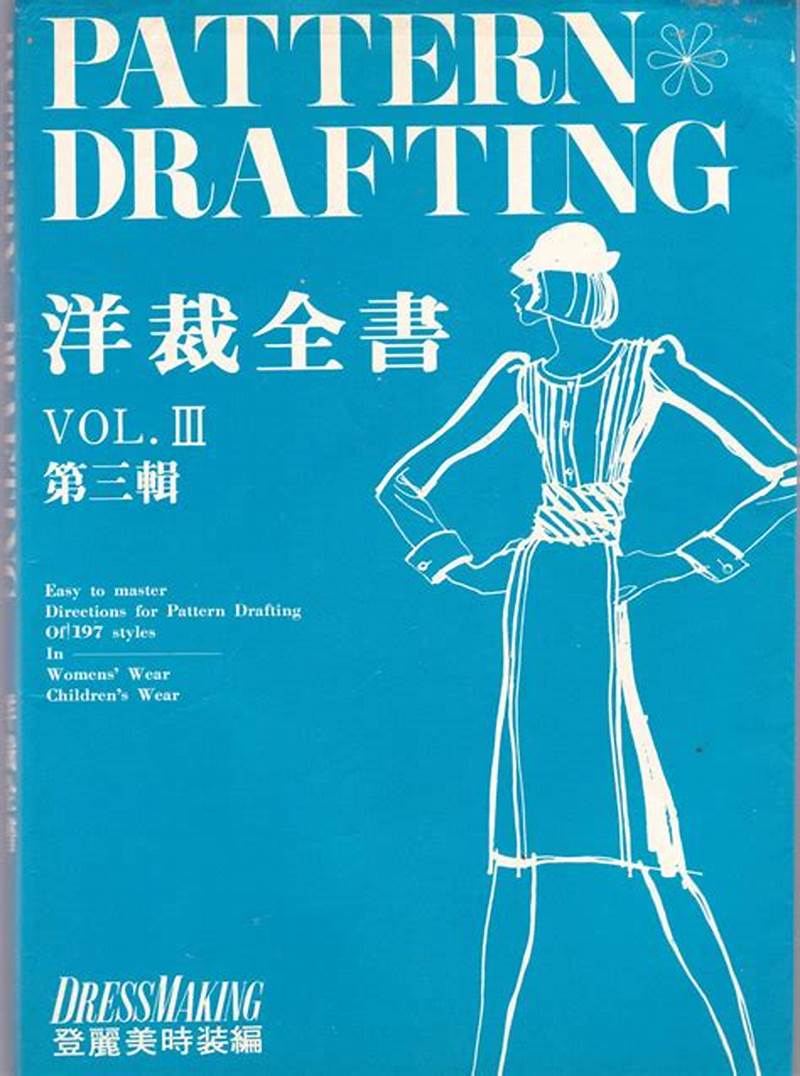 PATTERN
DRAFTING
洋裁全書
VOL. III
第三輯
Easy to master
Directions for Pattern Drafting
Of 197 styles
In
Womens' Wear
Children's Wear
DRESSMAKING
登麗美時装編